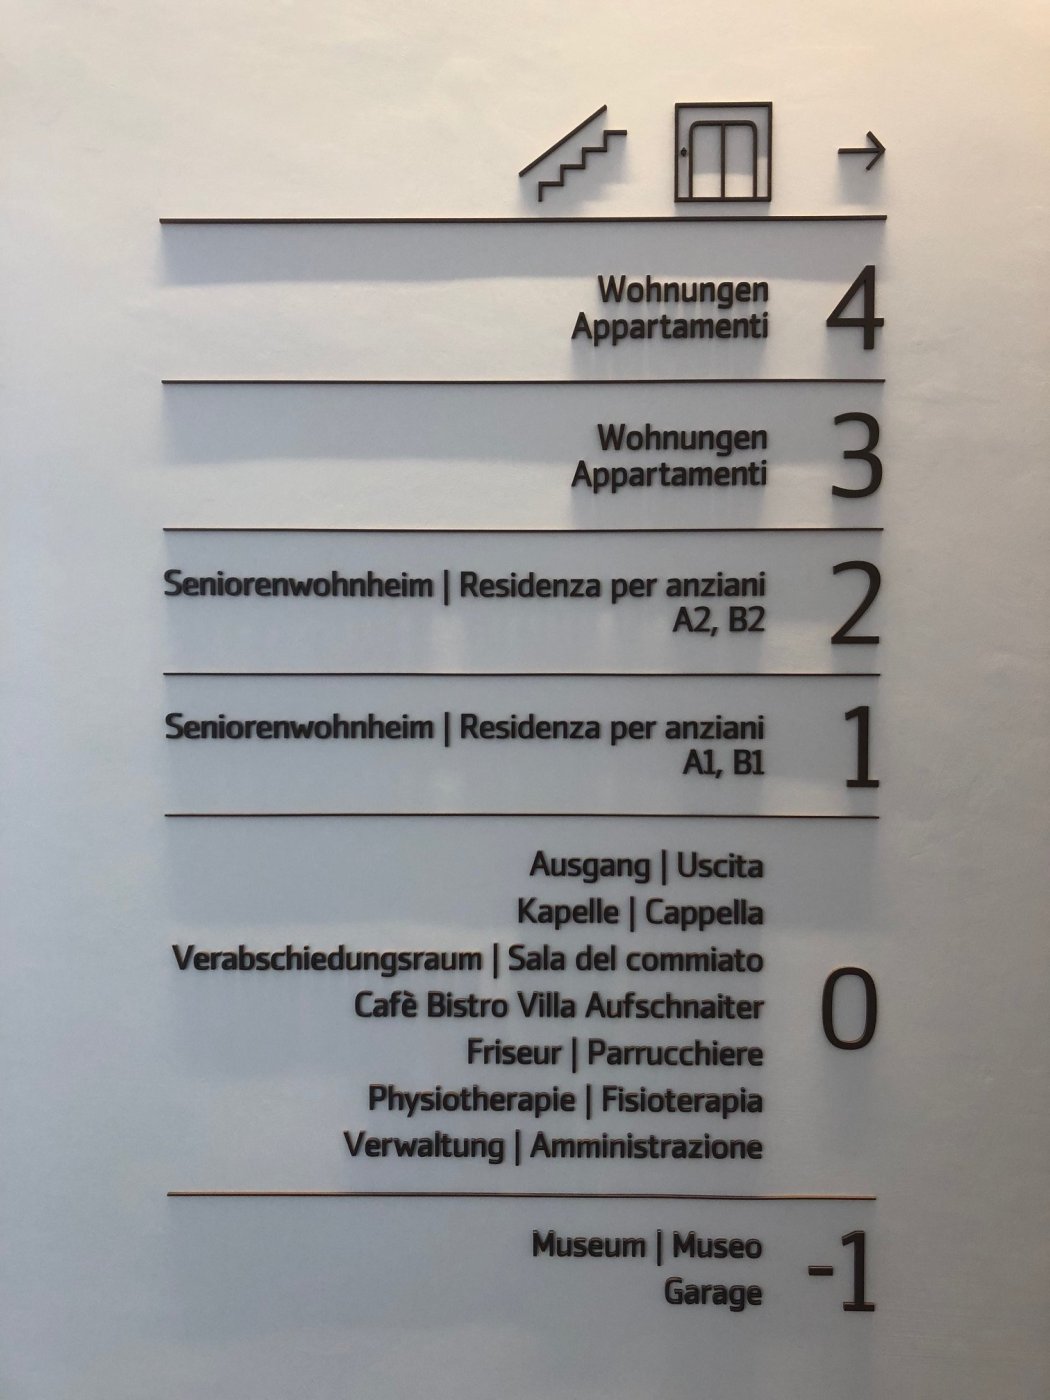 Wohnungen
Appartamenti
4
Wohnungen
Appartamenti
3
Seniorenwohnheim | Residenza per anziani
A2, B2
2
Seniorenwohnheim | Residenza per anziani
A1, B1
1
Ausgang | Uscita
Kapelle | Cappella
Verabschiedungsraum | Sala del commiato
Cafè Bistro Villa Aufschnaiter
Friseur | Parrucchiere
Physiotherapie | Fisioterapia
Verwaltung | Amministrazione
0
Museum | Museo
Garage
-1